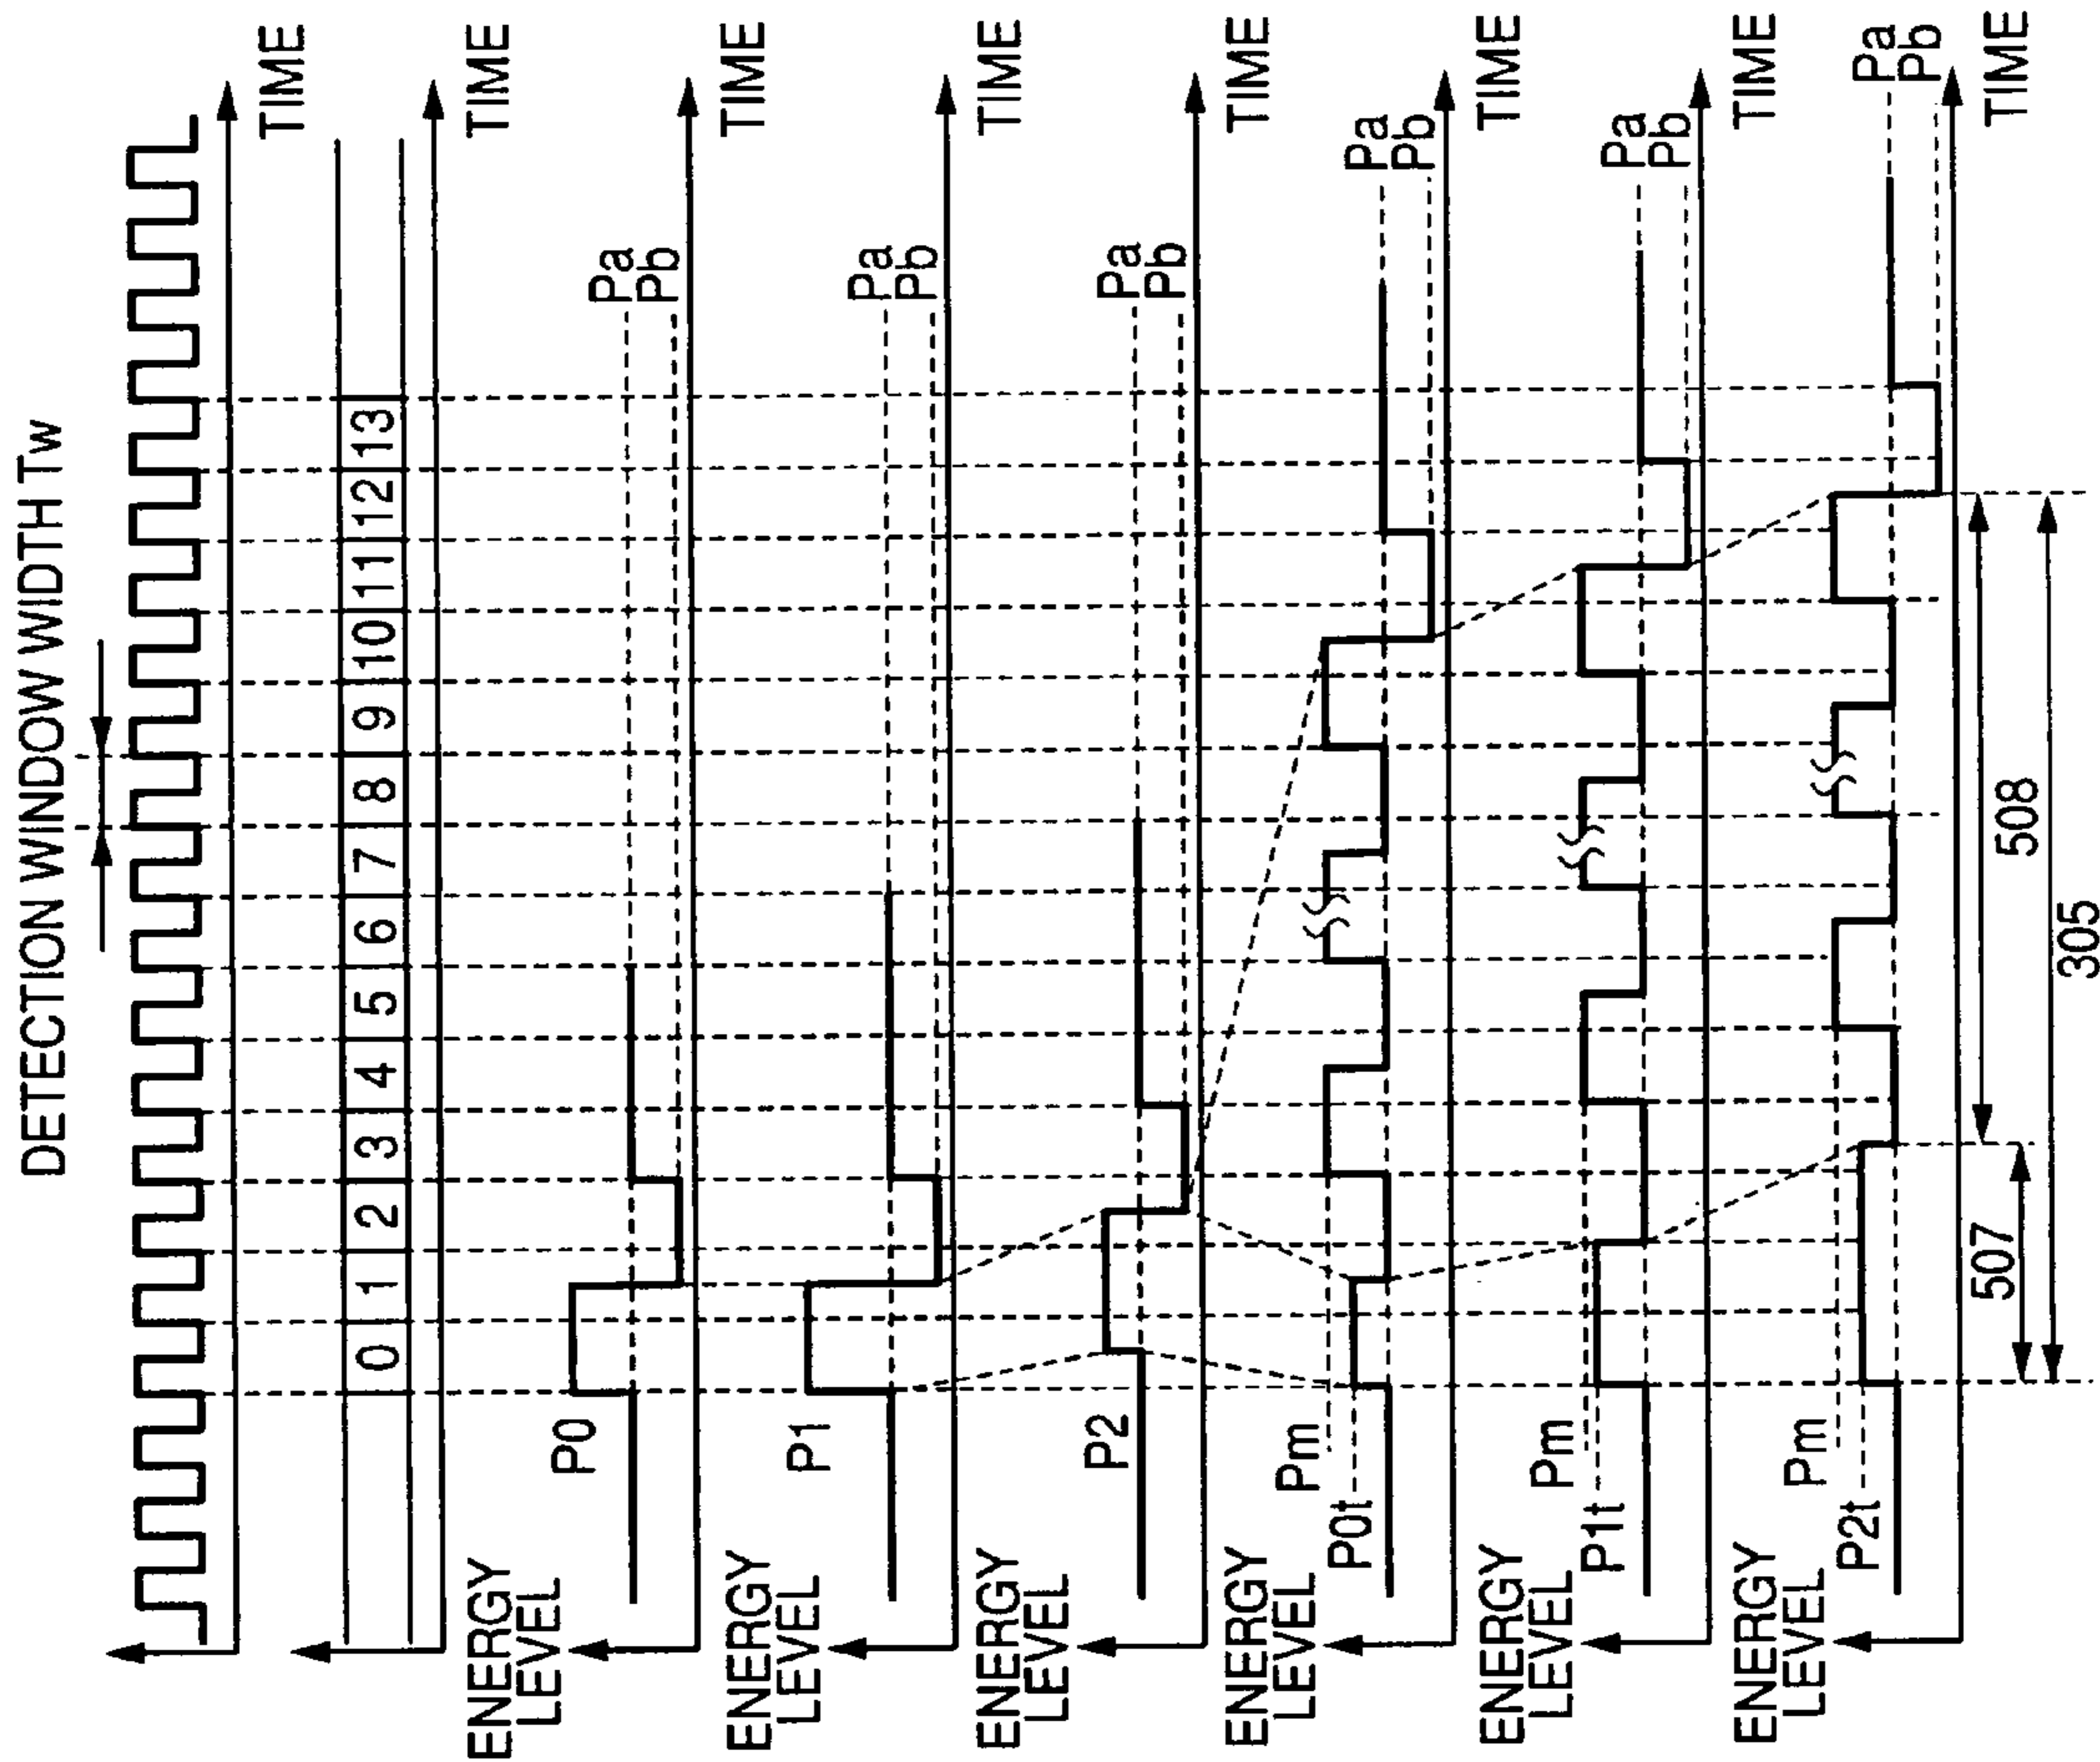 DETECTION WINDOW WIDTH Tw
TIME
0 1 2 3 4 5 6 7 8 9 10 11 12 13
TIME
ENERGY
LEVEL
P0
Pa
Pb
TIME
ENERGY
LEVEL
P1
Pa
Pb
TIME
ENERGY
LEVEL
P2
Pa
Pb
TIME
ENERGY
LEVEL
Pm
P0t
Pa
Pb
TIME
ENERGY
LEVEL
Pm
P1t
Pa
Pb
TIME
ENERGY
LEVEL
Pm
P2t
Pa
Pb
TIME
507
508
305